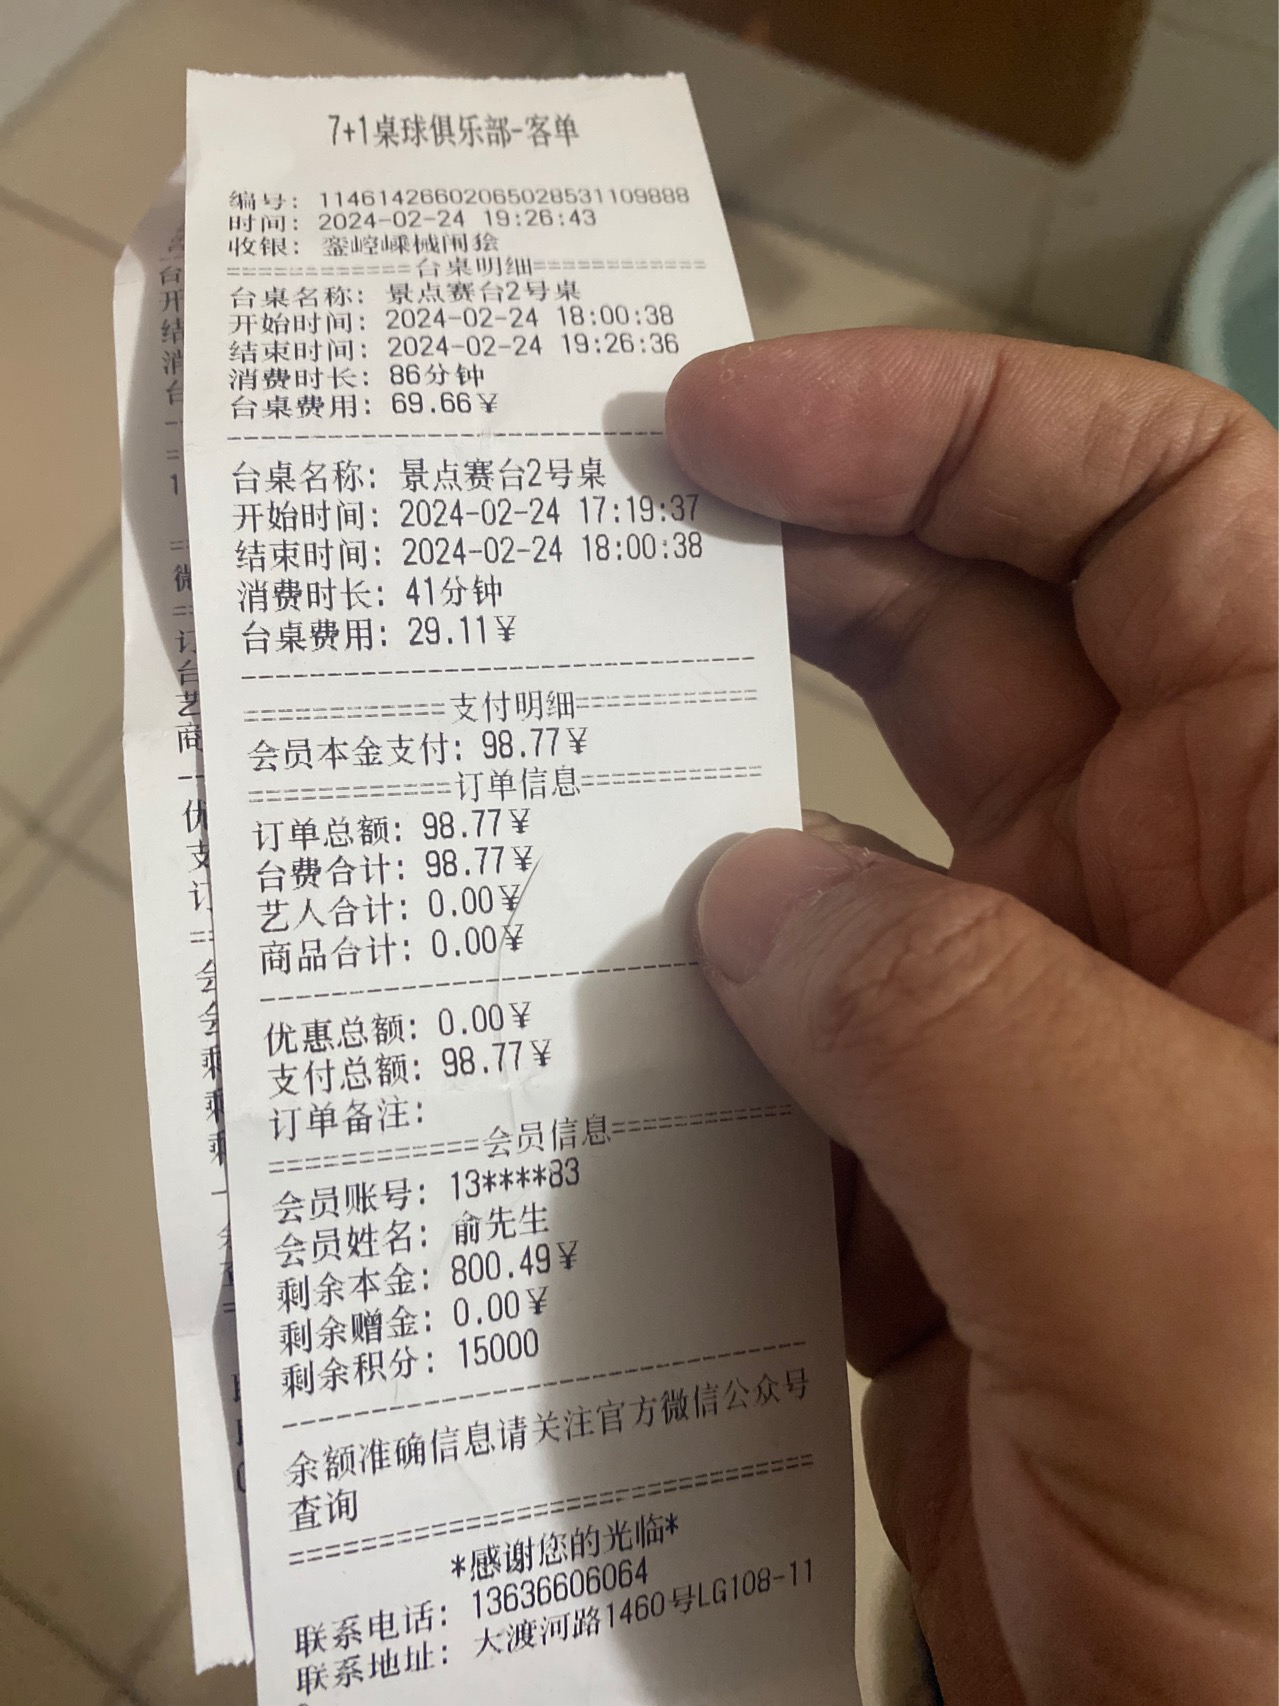 7+1桌球俱乐部-客单
编号: 1146142660206502853110​9888
时间: 2024-02-24 19:26:43
收银: 銮崆嵊械闹狯
============台桌明细============
台桌名称: 景点赛台2号桌
开始时间: 2024-02-24 18:00:38
结束时间: 2024-02-24 19:26:36
消费时长: 86分钟
台桌费用: 69.66¥
台桌名称: 景点赛台2号桌
开始时间: 2024-02-24 17:19:37
结束时间: 2024-02-24 18:00:38
消费时长: 41分钟
台桌费用: 29.11¥
============支付明细============
会员本金支付: 98.77¥
============订单信息============
订单总额: 98.77¥
台费合计: 98.77¥
艺人合计: 0.00¥
商品合计: 0.00¥
优惠总额: 0.00¥
支付总额: 98.77¥
订单备注:
============会员信息============
会员账号: 13****83
会员姓名: 俞先生
剩余本金: 800.49¥
剩余赠金: 0.00¥
剩余积分: 15000
余额准确信息请关注官方微信公众号
查询
*感谢您的光临*
联系电话: 13636606064
联系地址: 大渡河路1460号LG108-11